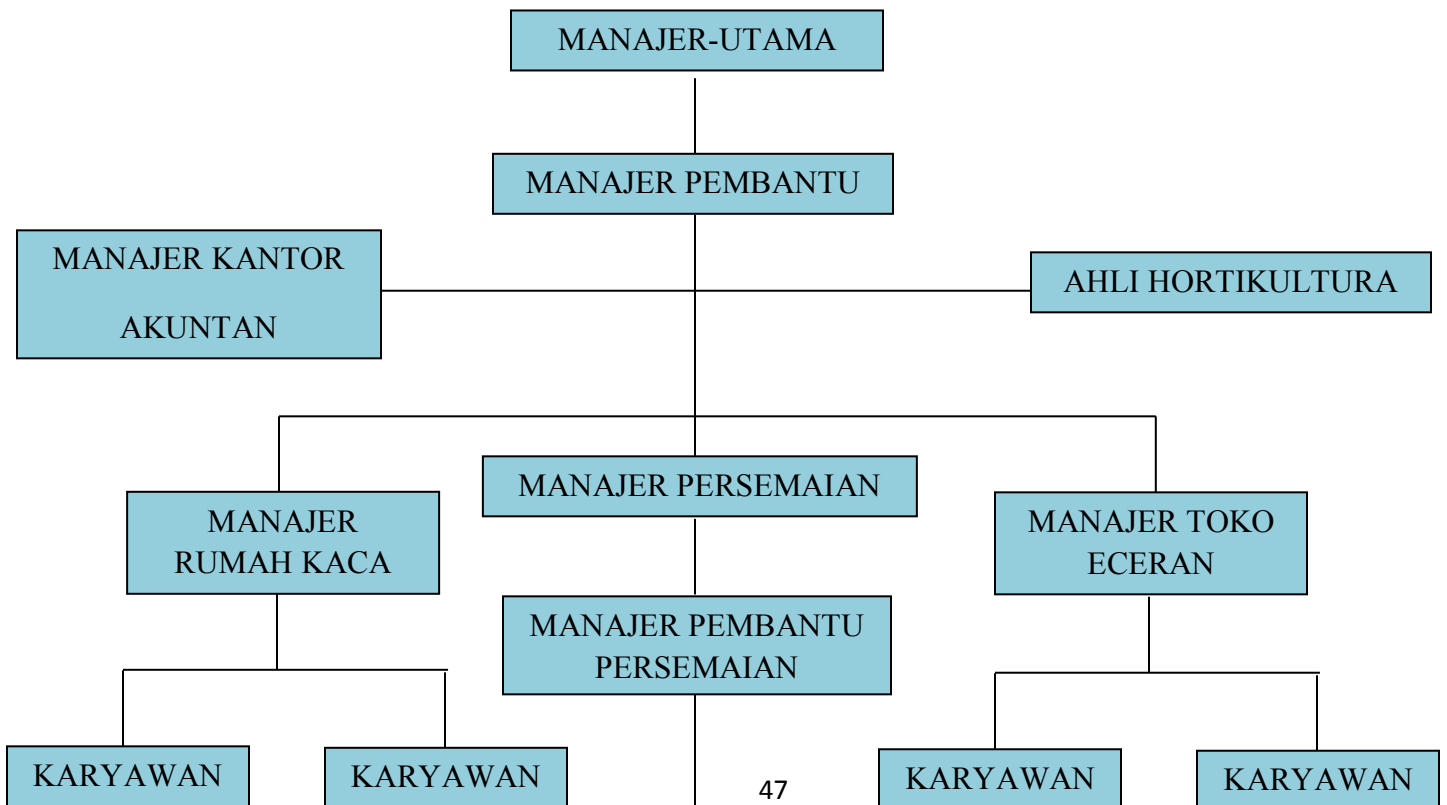 MANAJER-UTAMA
MANAJER PEMBANTU
MANAJER KANTOR
AKUNTAN
AHLI HORTIKULTURA
MANAJER PERSEMAIAN
MANAJER
RUMAH KACA
MANAJER TOKO
ECERAN
MANAJER PEMBANTU
PERSEMAIAN
KARYAWAN
KARYAWAN
KARYAWAN
KARYAWAN
47